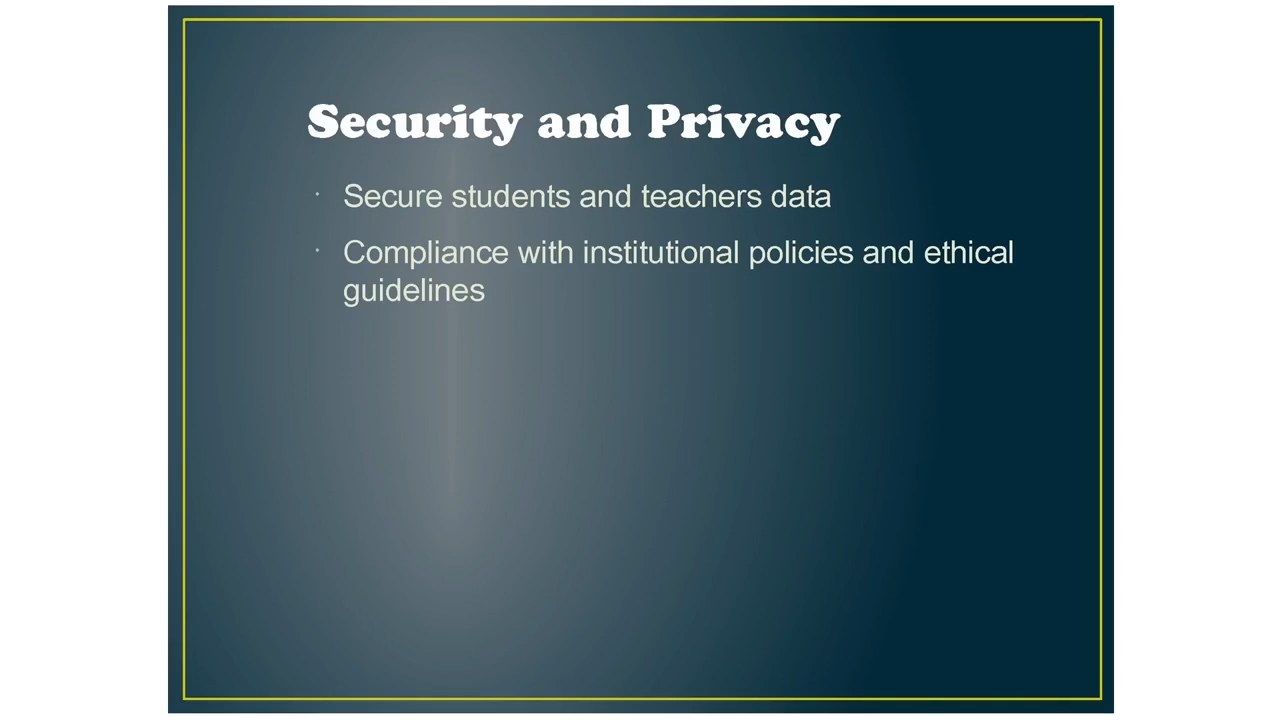 Security and Privacy
· Secure students and teachers data
· Compliance with institutional policies and ethical
guidelines